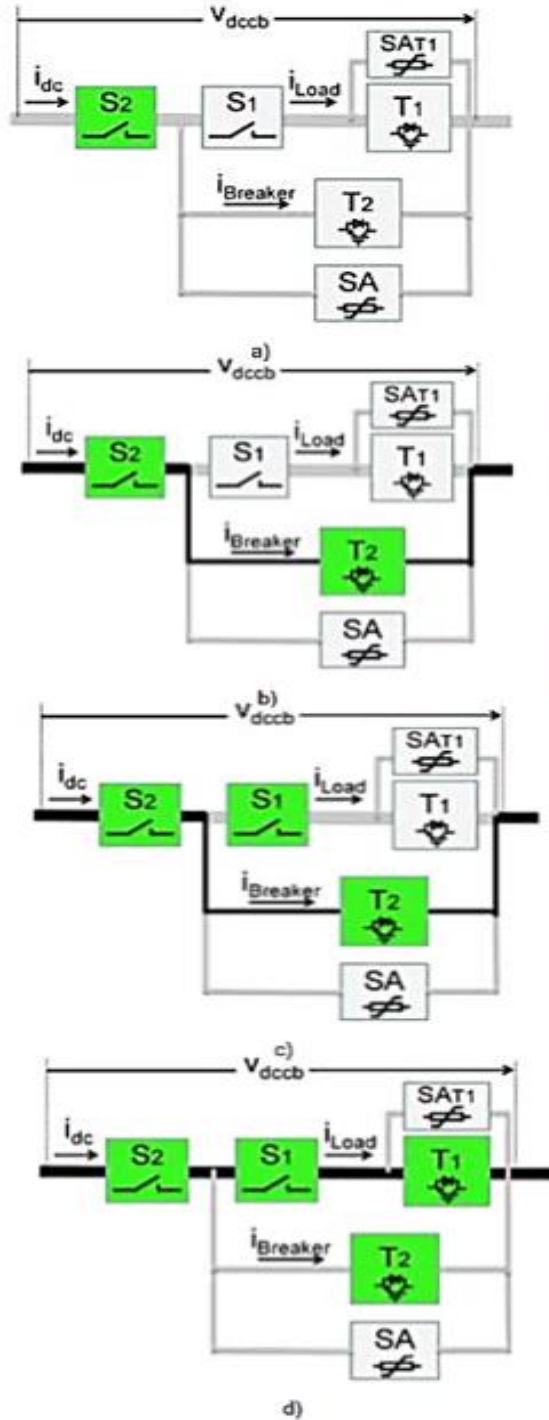 Vdccb
SAT1
idc
S2
S1
iLoad
T1
iBreaker
T2
SA
a)
Vdccb
SAT1
idc
S2
S1
iLoad
T1
iBreaker
T2
SA
b)
Vdccb
SAT1
idc
S2
S1
iLoad
T1
iBreaker
T2
SA
c)
Vdccb
SAT1
idc
S2
S1
iLoad
T1
iBreaker
T2
SA
d)